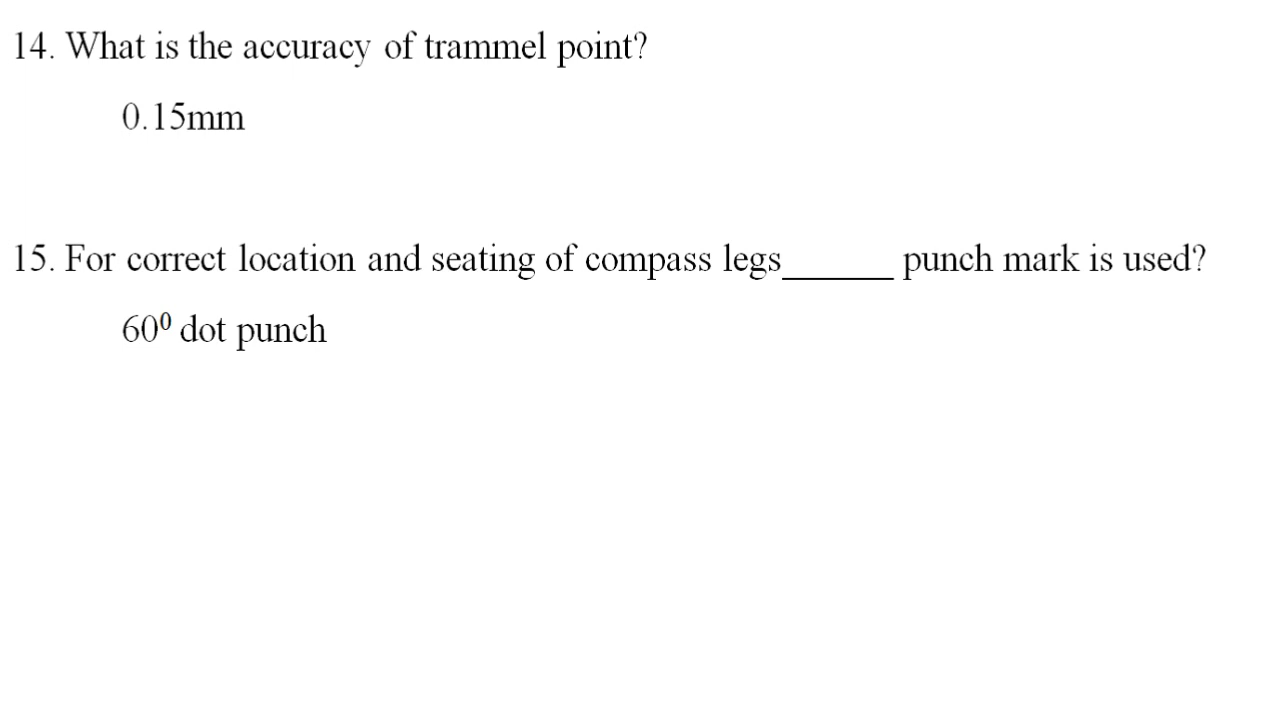 14. What is the accuracy of trammel point?
0.15mm
15. For correct location and seating of compass legs______ punch mark is used?
60⁰ dot punch